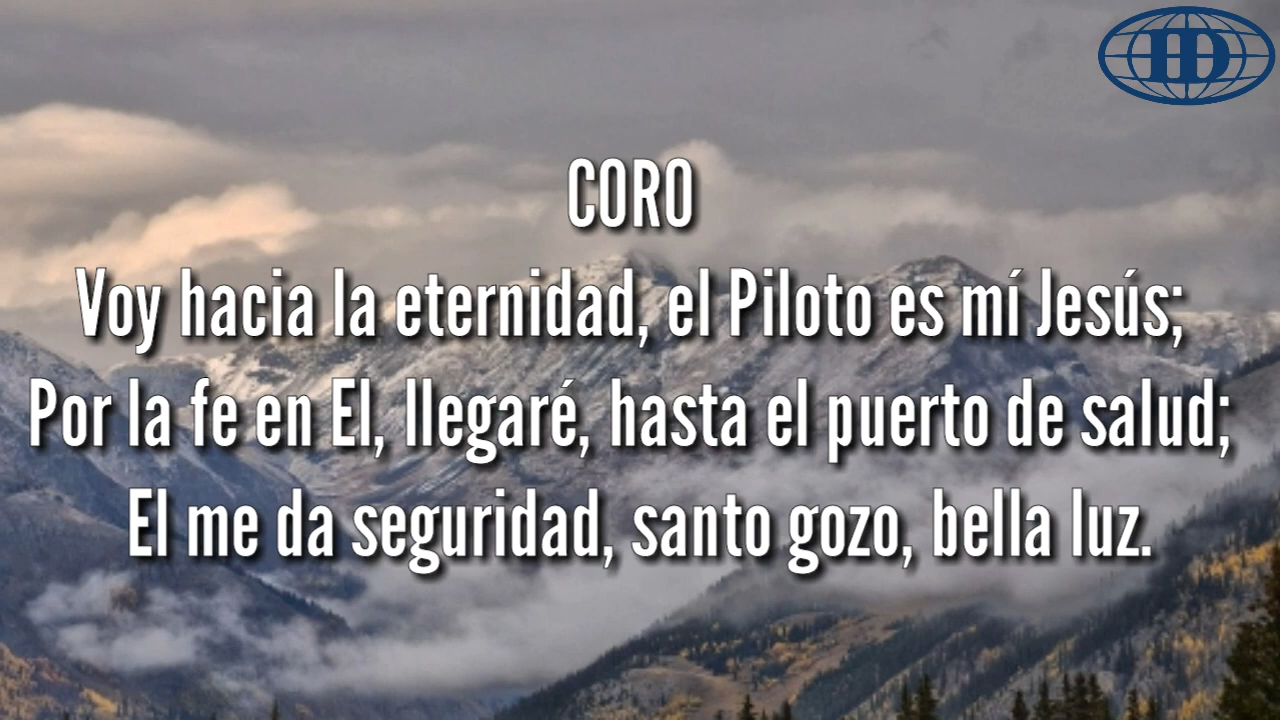 IDD
CORO
Voy hacia la eternidad, el Piloto es mí Jesús;
Por la fe en El, llegaré, hasta el puerto de salud;
El me da seguridad, santo gozo, bella luz.